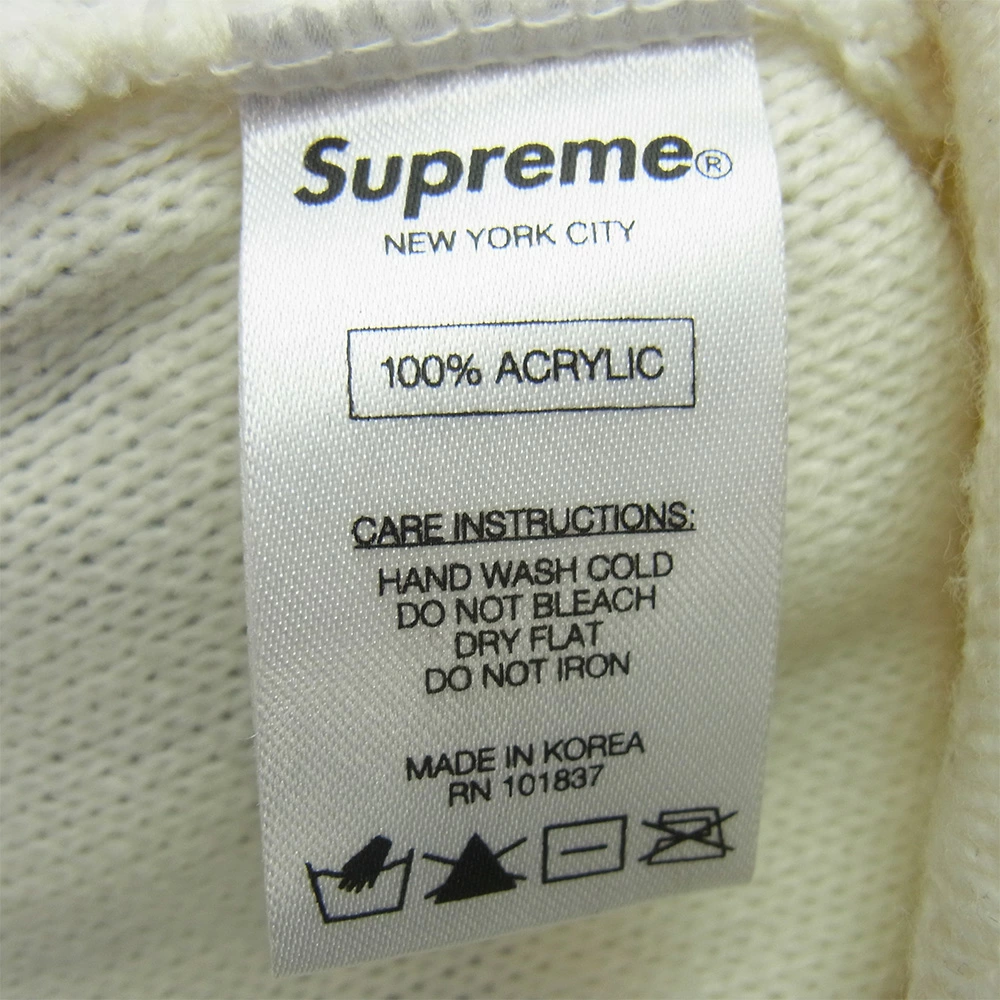 Supreme®
NEW YORK CITY
100% ACRYLIC
CARE INSTRUCTIONS:
HAND WASH COLD
DO NOT BLEACH
DRY FLAT
DO NOT IRON
MADE IN KOREA
RN 101837